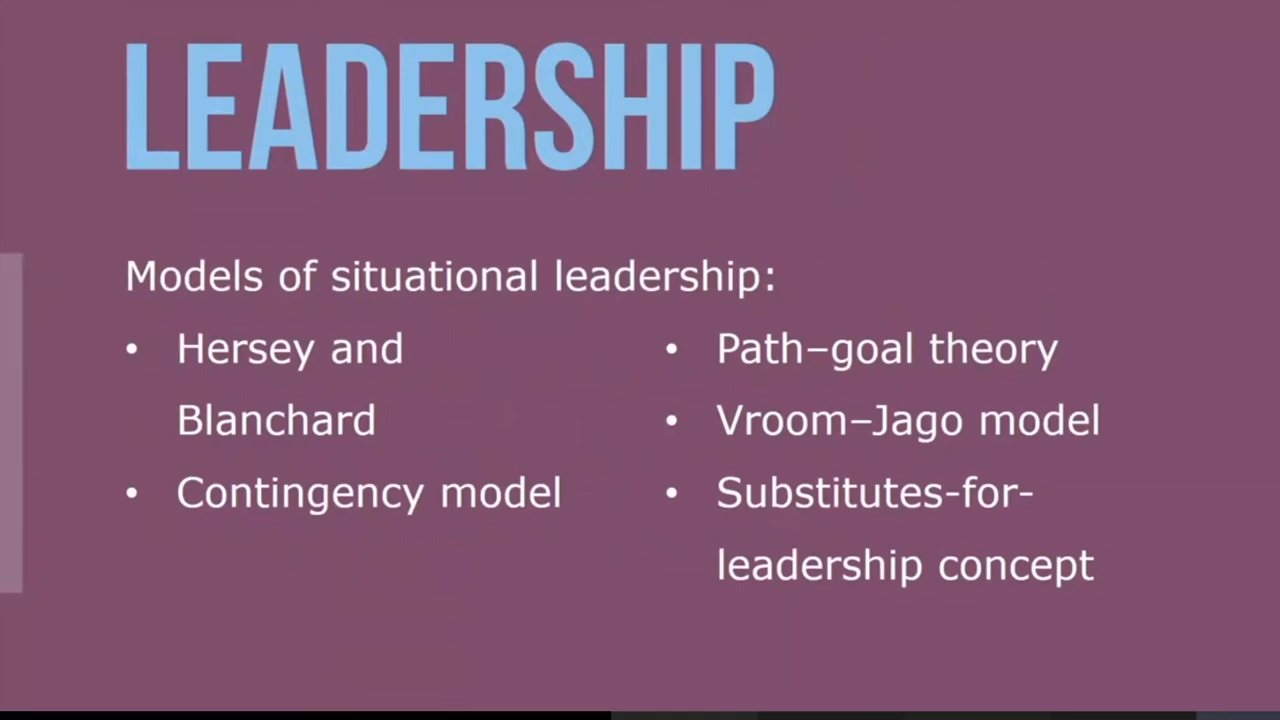 LEADERSHIP
Models of situational leadership:
• Hersey and
Blanchard
• Contingency model
• Path–goal theory
• Vroom–Jago model
• Substitutes-for-
leadership concept